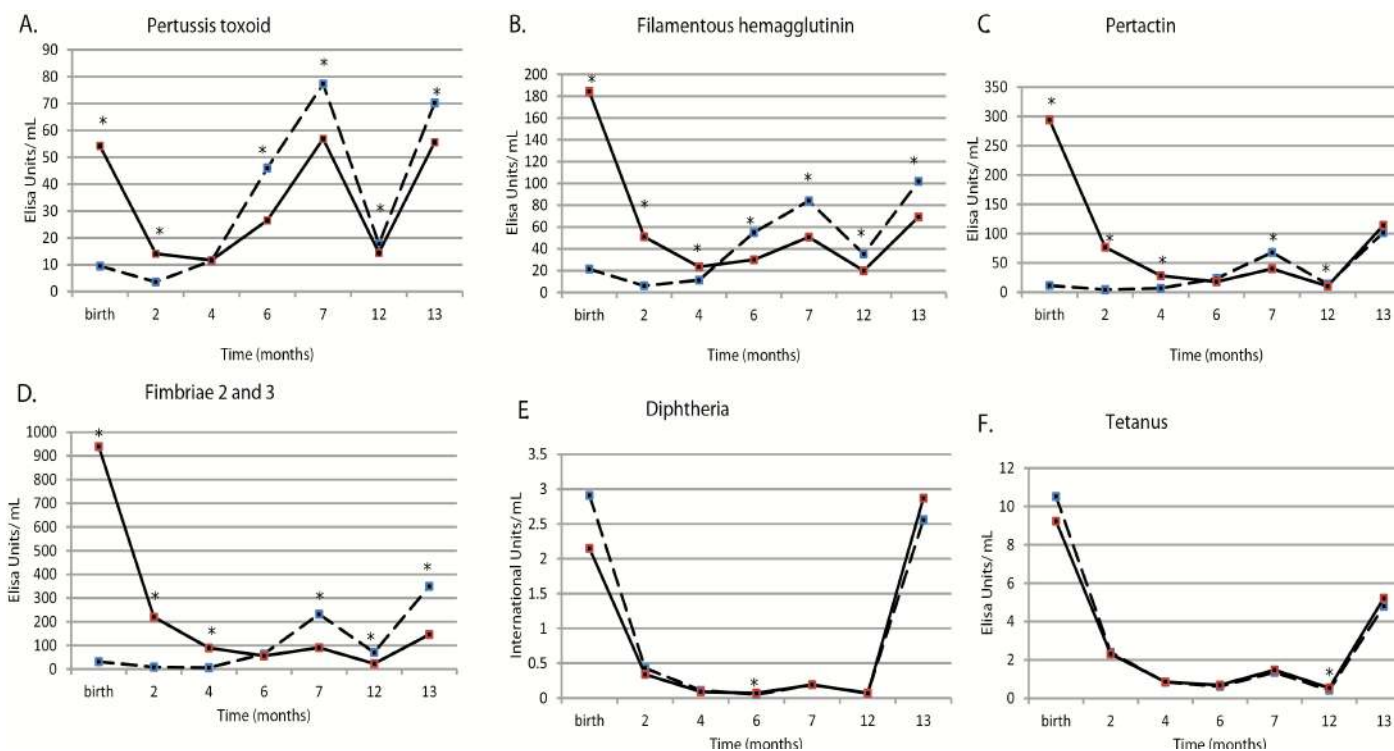 A. Pertussis toxoid
90
80
70
60
50
40
30
20
10
0
Elisa Units/ mL
* * * * * *
birth 2 4 6 7 12 13
Time (months)
B. Filamentous hemagglutinin
200
180
160
140
120
100
80
60
40
20
0
Elisa Units/ mL
* * * * * * *
birth 2 4 6 7 12 13
Time (months)
C. Pertactin
350
300
250
200
150
100
50
0
Elisa Units/ mL
* * * * *
birth 2 4 6 7 12 13
Time (months)
D. Fimbriae 2 and 3
1000
900
800
700
600
500
400
300
200
100
0
Elisa Units/ mL
* * * * * *
birth 2 4 6 7 12 13
Time (months)
E Diphtheria
3.5
3
2.5
2
1.5
1
0.5
0
International Units/ mL
*
birth 2 4 6 7 12 13
Time (months)
F. Tetanus
12
10
8
6
4
2
0
Elisa Units/ mL
*
birth 2 4 6 7 12 13
Time (months)